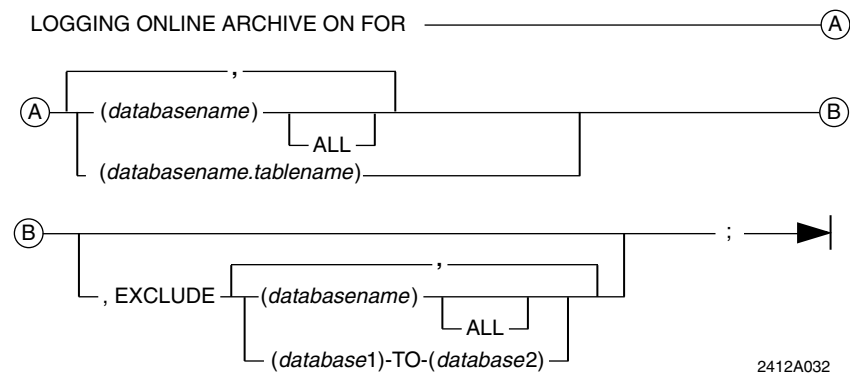 LOGGING ONLINE ARCHIVE ON FOR A
,
A (databasename) B
ALL
(databasename.tablename)
B ;
,
, EXCLUDE (databasename)
ALL
(database1)-TO-(database2)
2412A032